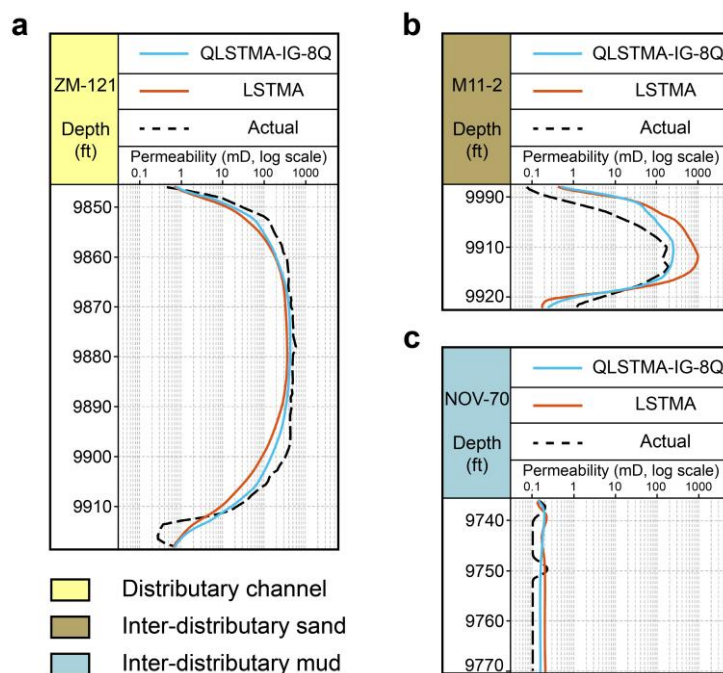 a
ZM-121
Depth
(ft)
QLSTMA-IG-8Q
LSTMA
Actual
Permeability (mD, log scale)
0.1 1.0 10 100 1000
9850
9860
9870
9880
9890
9900
9910
Distributary channel
Inter-distributary sand
Inter-distributary mud
b
M11-2
Depth
(ft)
QLSTMA-IG-8Q
LSTMA
Actual
Permeability (mD, log scale)
0.1 1.0 10 100 1000
9990
9910
9920
c
NOV-70
Depth
(ft)
QLSTMA-IG-8Q
LSTMA
Actual
Permeability (mD, log scale)
0.1 1.0 10 100 1000
9740
9750
9760
9770